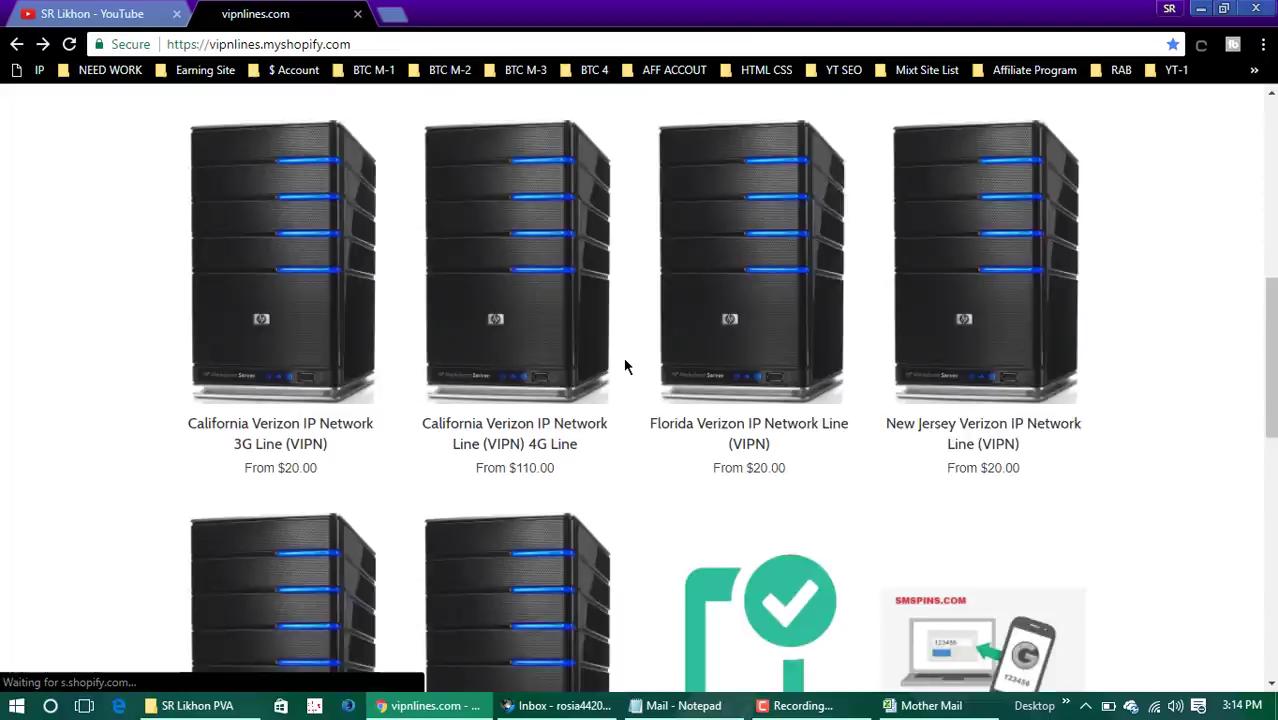 SR Likhon - YouTube
vipnlines.com
SR
Secure
https://vipnlines.myshopify.com
IP
NEED WORK
Earning Site
$ Account
BTC M-1
BTC M-2
BTC M-3
BTC 4
AFF ACCOUT
HTML CSS
YT SEO
Mixt Site List
Affiliate Program
RAB
YT-1
»
California Verizon IP Network
3G Line (VIPN)
From $20.00
California Verizon IP Network
Line (VIPN) 4G Line
From $110.00
Florida Verizon IP Network Line
(VIPN)
From $20.00
New Jersey Verizon IP Network
Line (VIPN)
From $20.00
SMSPINS.COM
123456
G
123456
Waiting for s.shopify.com...
SR Likhon PVA
vipnlines.com - ...
Inbox - rosia4420...
Mail - Notepad
Recording...
Mother Mail
Desktop
3:14 PM